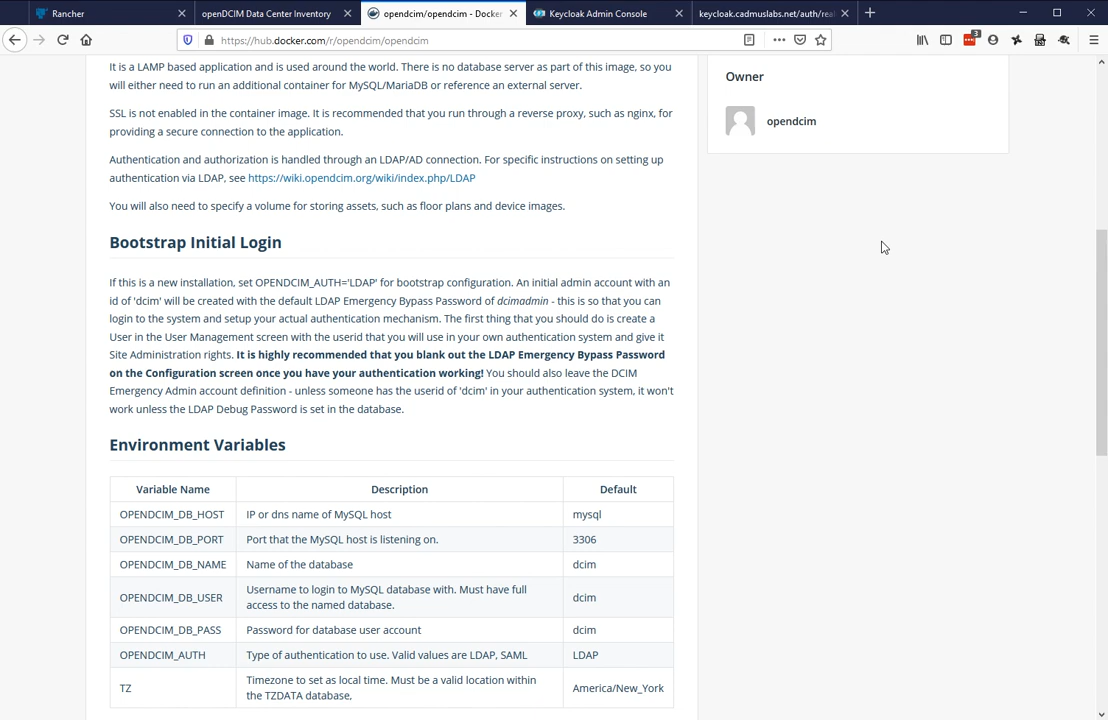 Rancher
openDCIM Data Center Inventory
opendcim/opendcim - Docker
Keycloak Admin Console
keycloak.cadmuslabs.net/auth/rea
https://hub.docker.com/r/opendcim/opendcim
3
It is a LAMP based application and is used around the world. There is no database server as part of this image, so you
will either need to run an additional container for MySQL/MariaDB or reference an external server.
SSL is not enabled in the container image. It is recommended that you run through a reverse proxy, such as nginx, for
providing a secure connection to the application.
Authentication and authorization is handled through an LDAP/AD connection. For specific instructions on setting up
authentication via LDAP, see https://wiki.opendcim.org/wiki/index.php/LDAP
You will also need to specify a volume for storing assets, such as floor plans and device images.
Owner
opendcim
Bootstrap Initial Login
If this is a new installation, set OPENDCIM_AUTH='LDAP' for bootstrap configuration. An initial admin account with an
id of 'dcim' will be created with the default LDAP Emergency Bypass Password of dcimadmin - this is so that you can
login to the system and setup your actual authentication mechanism. The first thing that you should do is create a
User in the User Management screen with the userid that you will use in your own authentication system and give it
Site Administration rights. It is highly recommended that you blank out the LDAP Emergency Bypass Password
on the Configuration screen once you have your authentication working! You should also leave the DCIM
Emergency Admin account definition - unless someone has the userid of 'dcim' in your authentication system, it won't
work unless the LDAP Debug Password is set in the database.
Environment Variables
Variable Name Description Default
OPENDCIM_DB_HOST IP or dns name of MySQL host mysql
OPENDCIM_DB_PORT Port that the MySQL host is listening on. 3306
OPENDCIM_DB_NAME Name of the database dcim
OPENDCIM_DB_USER Username to login to MySQL database with. Must have full dcim
access to the named database.
OPENDCIM_DB_PASS Password for database user account dcim
OPENDCIM_AUTH Type of authentication to use. Valid values are LDAP, SAML LDAP
TZ Timezone to set as local time. Must be a valid location within America/New_York
the TZDATA database,